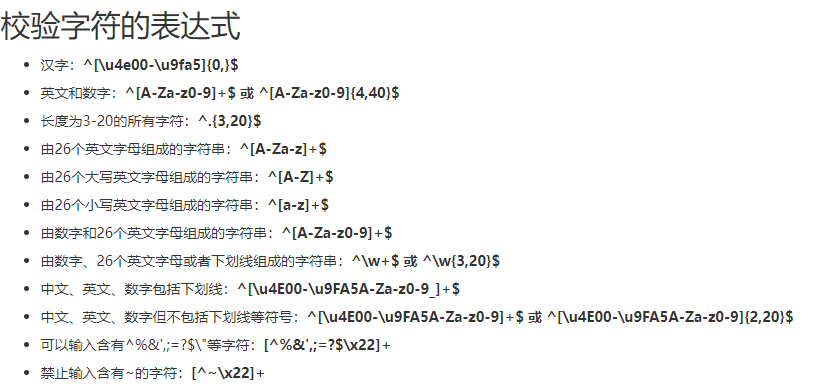 校验字符的表达式
汉字：^[\u4e00-\u9fa5]{0,}$
英文和数字：^[A-Za-z0-9]+$ 或 ^[A-Za-z0-9]{4,40}$
长度为3-20的所有字符：^.{3,20}$
由26个英文字母组成的字符串：^[A-Za-z]+$
由26个大写英文字母组成的字符串：^[A-Z]+$
由26个小写英文字母组成的字符串：^[a-z]+$
由数字和26个英文字母组成的字符串：^[A-Za-z0-9]+$
由数字、26个英文字母或者下划线组成的字符串：^\w+$ 或 ^\w{3,20}$
中文、英文、数字包括下划线：^[\u4E00-\u9FA5A-Za-z0-9_]+$
中文、英文、数字但不包括下划线等符号：^[\u4E00-\u9FA5A-Za-z0-9]+$ 或 ^[\u4E00-\u9FA5A-Za-z0-9]{2,20}$
可以输入含有^%&',;=?$\"等字符：[^%&',;=?$\x22]+
禁止输入含有~的字符：[^~\x22]+